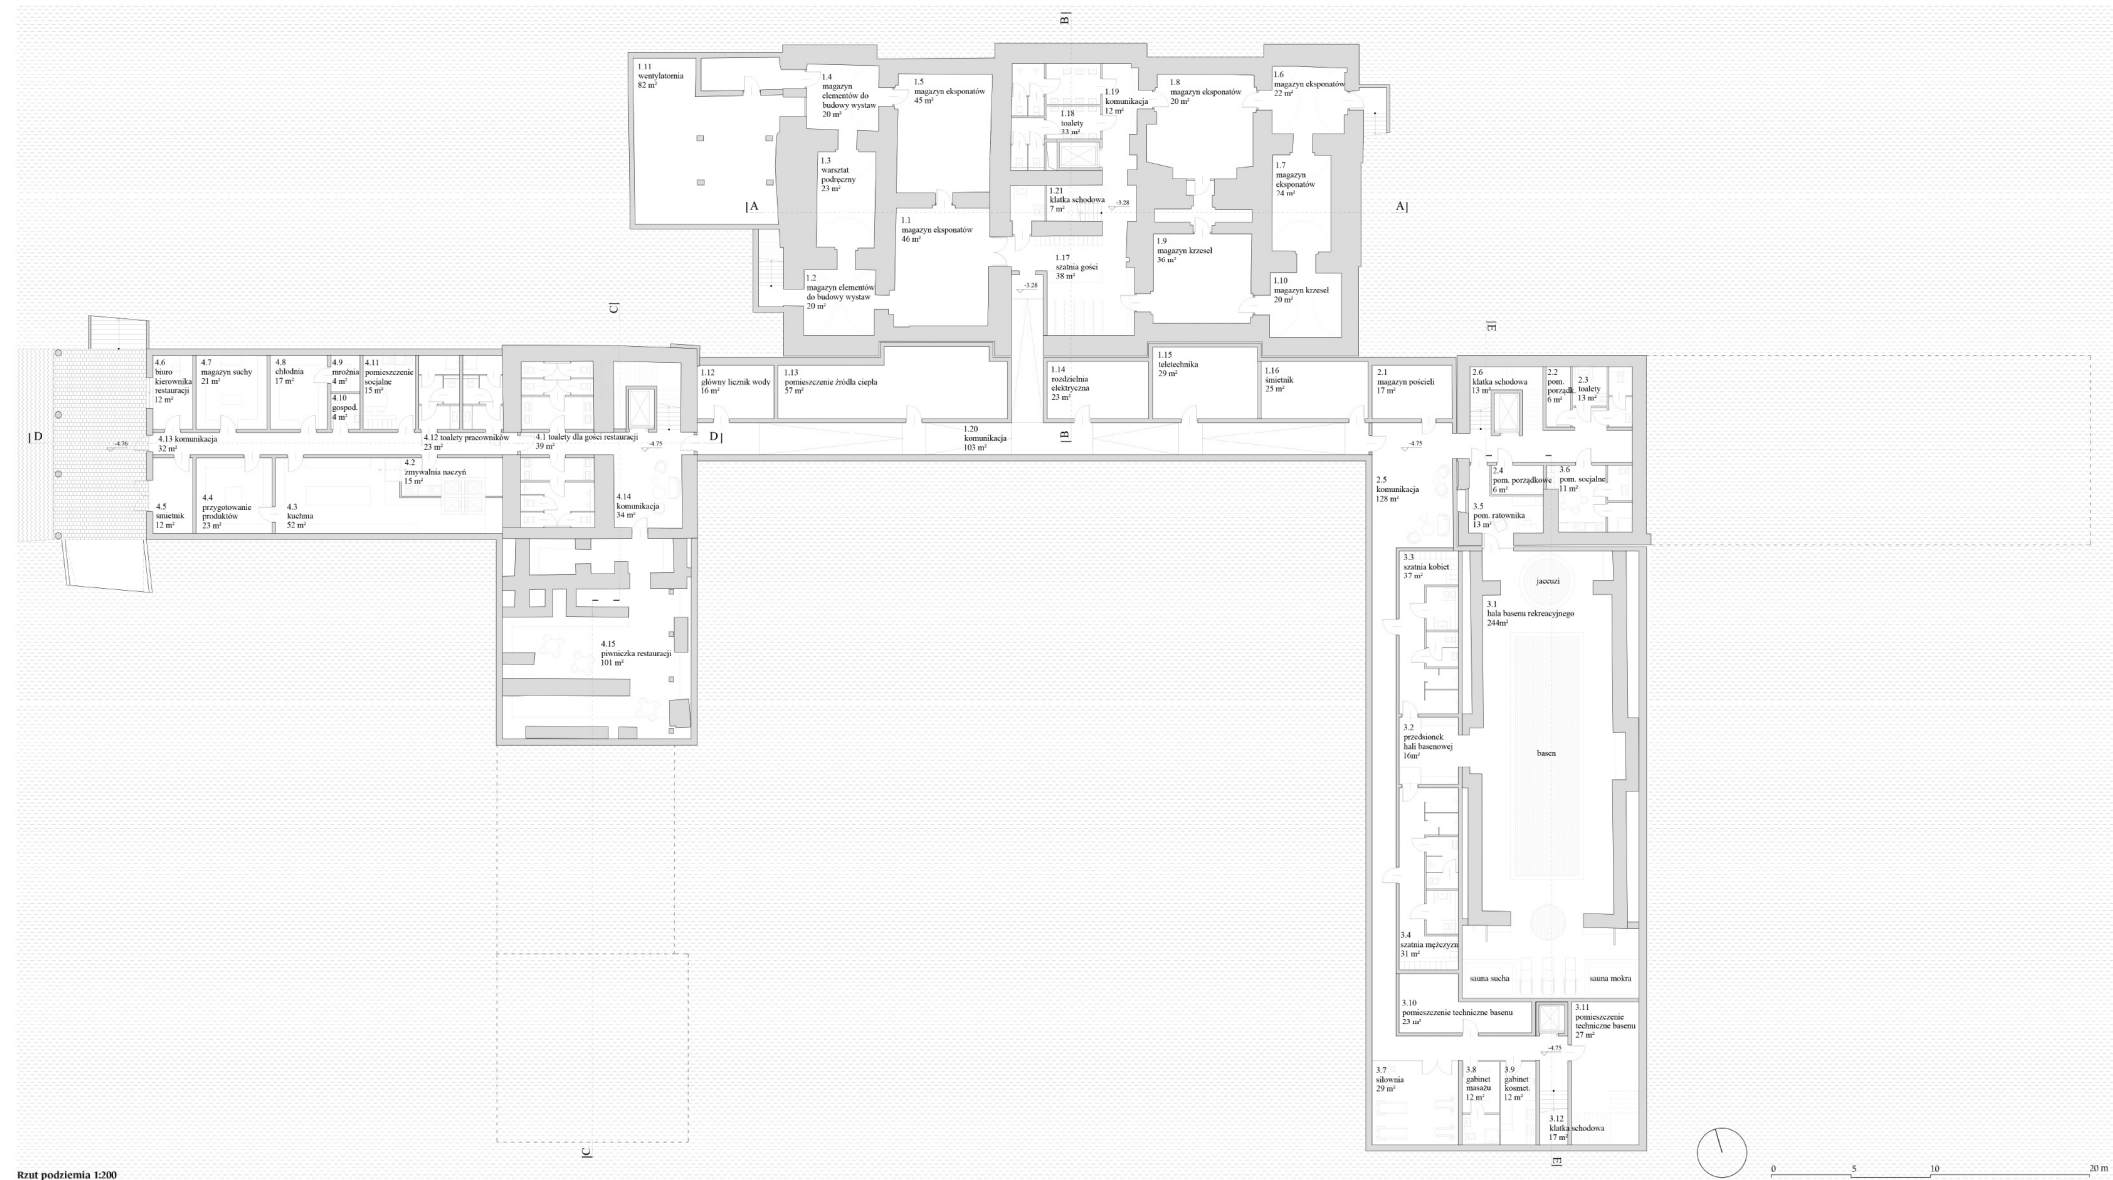 B
1.11
wentylatornia
82 m²
1.4
magazyn
elementów do
budowy wystaw
20 m²
1.5
magazyn eksponatów
45 m²
1.19
komunikacja
12 m²
1.18
toalety
33 m²
1.8
magazyn eksponatów
20 m²
1.6
magazyn eksponatów
22 m²
1.3
warsztat
podręczny
23 m²
1.7
magazyn
eksponatów
24 m²
1.21
klatka schodowa
7 m²
-3.28
A
A
1.1
magazyn eksponatów
46 m²
1.9
magazyn krzeseł
36 m²
1.17
szatnia gości
38 m²
1.2
magazyn elementów
do budowy wystaw
20 m²
-3.28
1.10
magazyn krzeseł
20 m²
C
E
4.6
biuro
kierownika
restauracji
12 m²
4.7
magazyn suchy
21 m²
4.8
chłodnia
17 m²
4.9
mroźnia
4 m²
4.10
gospod.
4 m²
4.11
pomieszczenie
socjalne
15 m²
1.12
główny licznik wody
16 m²
1.13
pomieszczenie źródła ciepła
57 m²
1.14
rozdzielnia
elektryczna
23 m²
1.15
teletechnika
29 m²
1.16
śmietnik
25 m²
2.1
magazyn pościeli
17 m²
2.6
klatka schodowa
13 m²
2.2
pom.
porządk.
6 m²
2.3
toalety
13 m²
D
-4.76
4.13 komunikacja
32 m²
4.12 toalety pracowników
23 m²
4.1 toalety dla gości restauracji
39 m²
-4.75
D
1.20
komunikacja
103 m²
B
-4.75
4.2
zmywalnia naczyń
15 m²
4.5
śmietnik
12 m²
4.4
przygotowanie
produktów
23 m²
4.3
kuchnia
52 m²
4.14
komunikacja
34 m²
2.5
komunikacja
128 m²
2.4
pom. porządkowe
6 m²
3.6
pom. socjalne
11 m²
3.5
pom. ratownika
13 m²
3.3
szatnia kobiet
37 m²
jaccuzi
3.1
hala basenu rekreacyjnego
244m²
4.15
piwniczka restauracji
101 m²
3.2
przedsionek
hali basenowej
16m²
basen
3.4
szatnia mężczyzn
31 m²
sauna sucha
sauna mokra
3.10
pomieszczenie techniczne basenu
23 m²
3.11
pomieszczenie
techniczne basenu
27 m²
-4.75
3.7
siłownia
29 m²
3.8
gabinet
masażu
12 m²
3.9
gabinet
kosmet.
12 m²
3.12
klatka schodowa
17 m²
C
E
Rzut podziemia 1:200
0
5
10
20 m